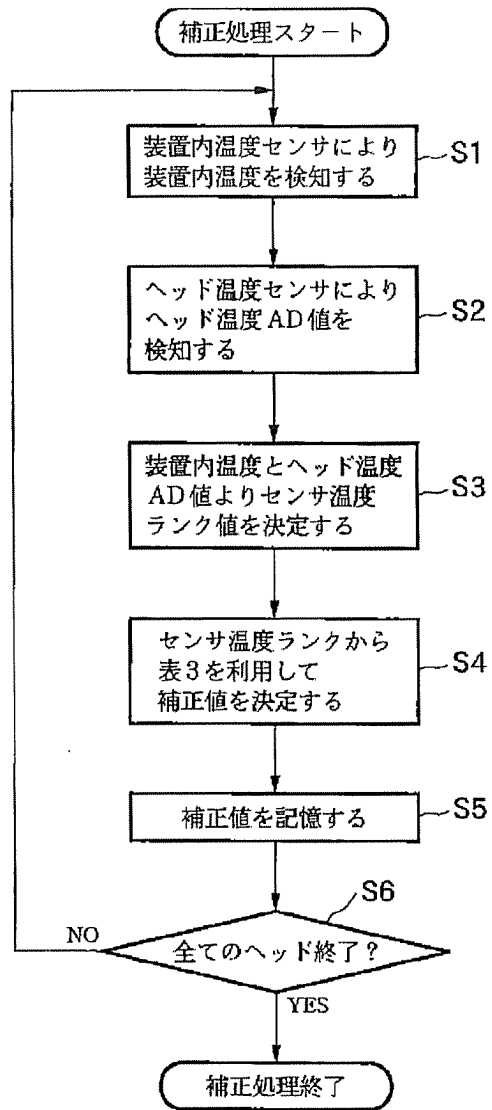 補正処理スタート
装置内温度センサにより
装置内温度を検知する
S1
ヘッド温度センサにより
ヘッド温度AD値を
検知する
S2
装置内温度とヘッド温度
AD値よりセンサ温度
ランク値を決定する
S3
センサ温度ランクから
表3を利用して
補正値を決定する
S4
補正値を記憶する
S5
S6
NO
全てのヘッド終了?
YES
補正処理終了